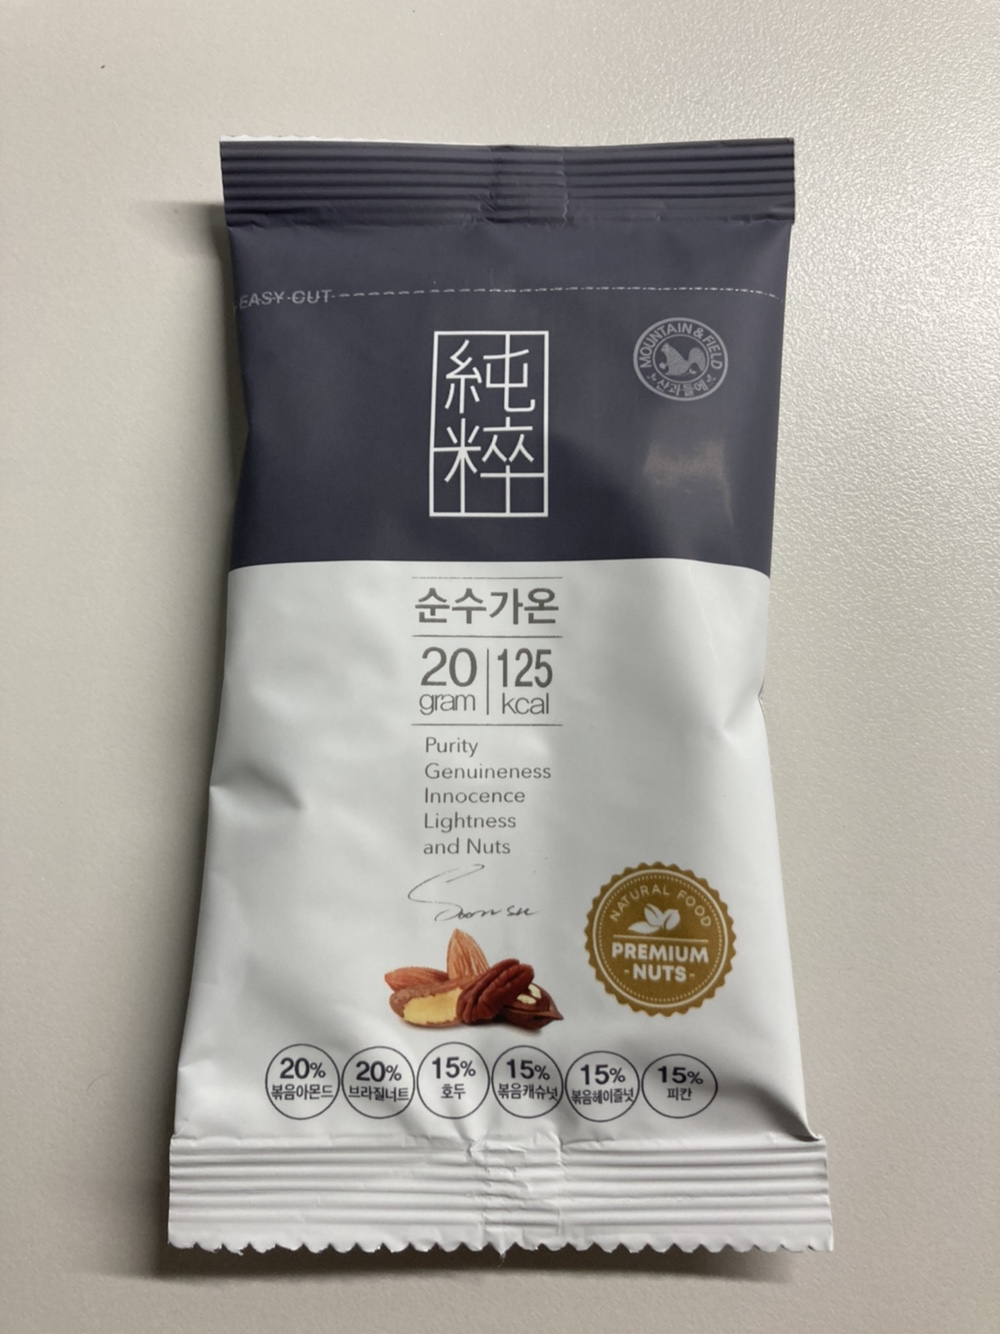 EASY-CUT
純
粹
MOUNTAIN & FIELD
산과들에
순수가온
20 gram | 125 kcal
Purity
Genuineness
Innocence
Lightness
and Nuts
Soon su
NATURAL FOOD
PREMIUM
-NUTS-
20% 볶음아몬드
20% 브라질너트
15% 호두
15% 볶음캐슈넛
15% 볶음헤이즐넛
15% 피칸